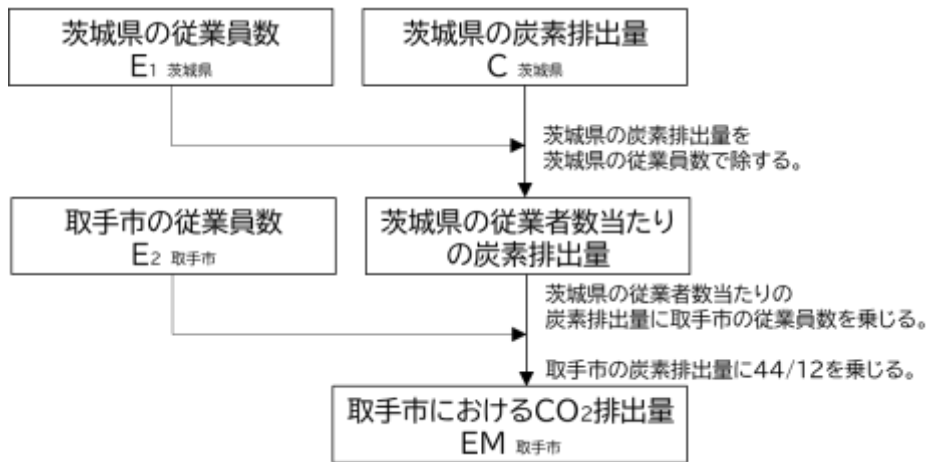 茨城県の従業員数
E1 茨城県
茨城県の炭素排出量
C 茨城県
茨城県の炭素排出量を
茨城県の従業員数で除する。
取手市の従業員数
E2 取手市
茨城県の従業者数当たり
の炭素排出量
茨城県の従業者数当たりの
炭素排出量に取手市の従業員数を乗じる。
取手市の炭素排出量に44/12を乗じる。
取手市におけるCO2排出量
EM 取手市